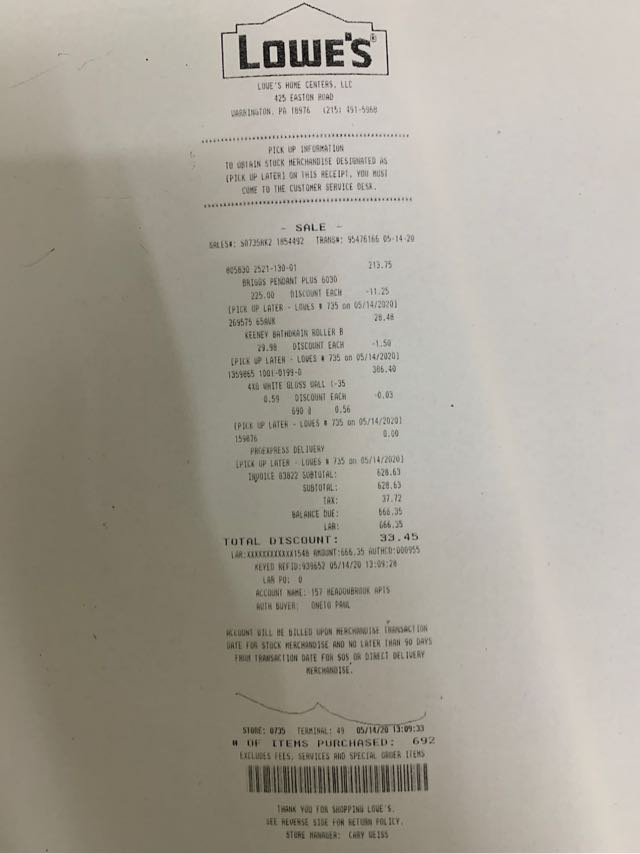 LOWE'S
LOWE'S HOME CENTERS, LLC
425 EASTON ROAD
WARRINGTON, PA 18976 (215) 491-5968
PICK UP INFORMATION
TO OBTAIN STOCK MERCHANDISE DESIGNATED AS
[PICK UP LATER] ON THIS RECEIPT, YOU MUST
COME TO THE CUSTOMER SERVICE DESK.
- SALE -
SALES#: S0735RK2 1854492 TRANS#: 95476166 05-14-20
805830 2521-130-01 213.75
BRIGGS PENDANT PLUS 6030
225.00 DISCOUNT EACH -11.25
[PICK UP LATER - LOWES # 735 on 05/14/2020]
269575 65AWK 28.48
KEENEY BATHDRAIN ROLLER B
29.98 DISCOUNT EACH -1.50
[PICK UP LATER - LOWES # 735 on 05/14/2020]
1359865 1001-0199-0 386.40
4X8 WHITE GLOSS WALL (-35
0.59 DISCOUNT EACH -0.03
690 @ 0.56
[PICK UP LATER - LOWES # 735 on 05/14/2020]
159876 0.00
PROEXPRESS DELIVERY
[PICK UP LATER - LOWES # 735 on 05/14/2020]
INVOICE 83822 SUBTOTAL: 628.63
SUBTOTAL: 628.63
TAX: 37.72
BALANCE DUE: 666.35
LAR: 666.35
TOTAL DISCOUNT: 33.45
LAR:XXXXXXXXXXXX1548 AMOUNT:666.35 AUTHCD:000955
KEYED REFID:939652 05/14/20 13:09:28
LAR PO: 0
ACCOUNT NAME: 157 MEADOWBROOK APTS
AUTH BUYER: ONETO PAUL
ACCOUNT WILL BE BILLED UPON MERCHANDISE TRANSACTION
DATE FOR STOCK MERCHANDISE AND NO LATER THAN 90 DAYS
FROM TRANSACTION DATE FOR SOS OR DIRECT DELIVERY
MERCHANDISE.
STORE: 0735 TERMINAL: 49 05/14/20 13:09:33
# OF ITEMS PURCHASED: 692
EXCLUDES FEES, SERVICES AND SPECIAL ORDER ITEMS
THANK YOU FOR SHOPPING LOWE'S.
SEE REVERSE SIDE FOR RETURN POLICY.
STORE MANAGER: CARY WEISS